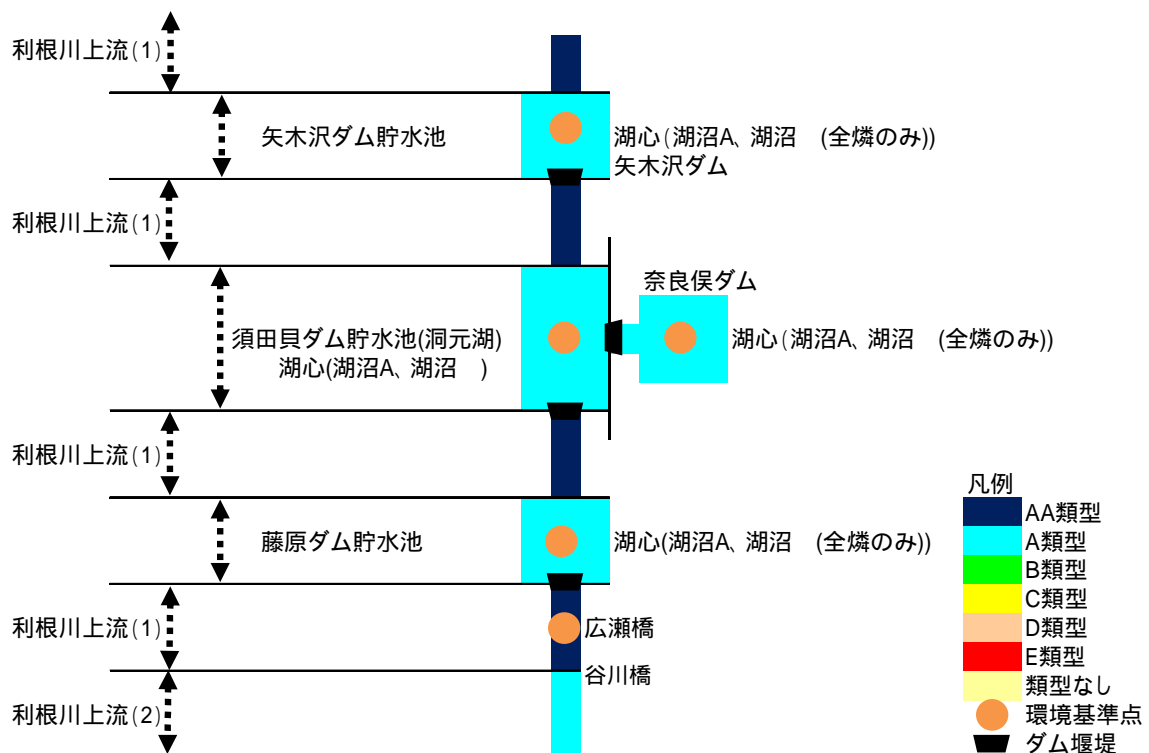 利根川上流(1)
矢木沢ダム貯水池
湖心(湖沼A、湖沼　(全燐のみ))
矢木沢ダム
利根川上流(1)
奈良俣ダム
須田貝ダム貯水池(洞元湖)
湖心(湖沼A、湖沼　)
湖心(湖沼A、湖沼　(全燐のみ))
利根川上流(1)
藤原ダム貯水池
湖心(湖沼A、湖沼　(全燐のみ))
利根川上流(1)
広瀬橋
谷川橋
利根川上流(2)
凡例
AA類型
A類型
B類型
C類型
D類型
E類型
類型なし
環境基準点
ダム堰堤